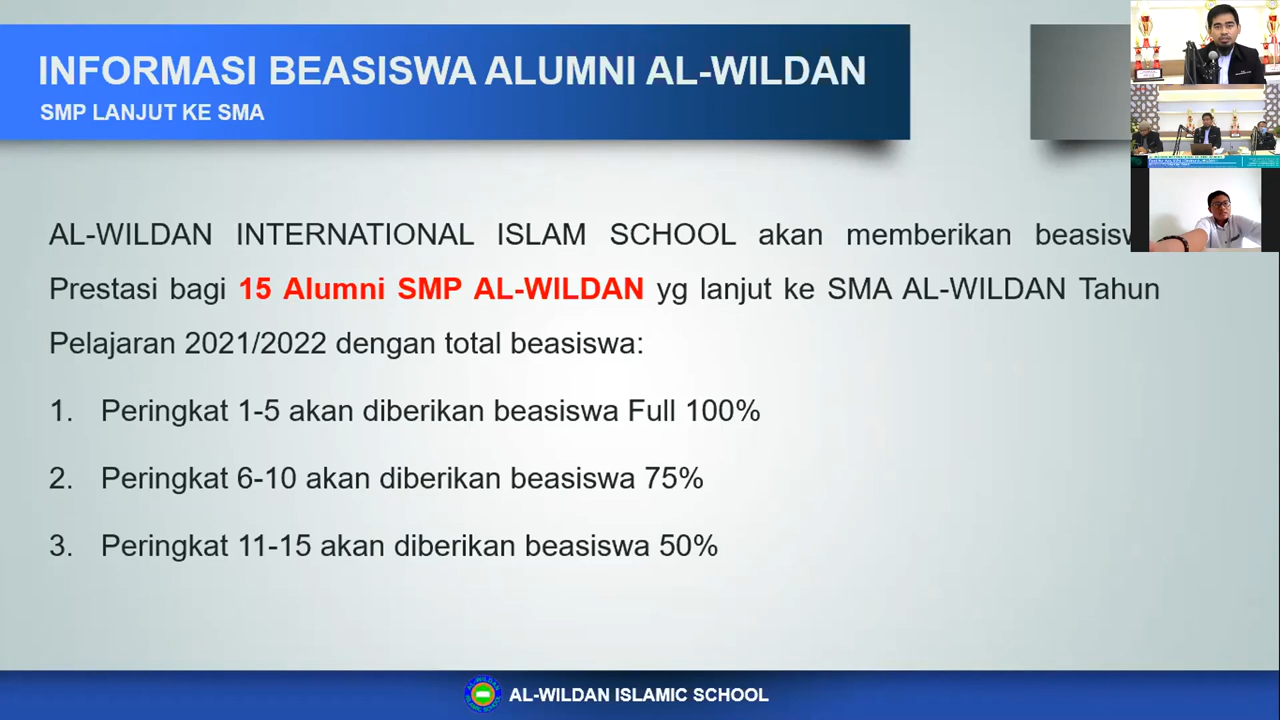 INFORMASI BEASISWA ALUMNI AL-WILDAN
SMP LANJUT KE SMA
AL-WILDAN INTERNATIONAL ISLAM SCHOOL akan memberikan
Prestasi bagi 15 Alumni SMP AL-WILDAN yg lanjut ke SMA AL-WILDAN Tahun
Pelajaran 2021/2022 dengan total beasiswa:
1. Peringkat 1-5 akan diberikan beasiswa Full 100%
2. Peringkat 6-10 akan diberikan beasiswa 75%
3. Peringkat 11-15 akan diberikan beasiswa 50%
AL-WILDAN ISLAMIC SCHOOL